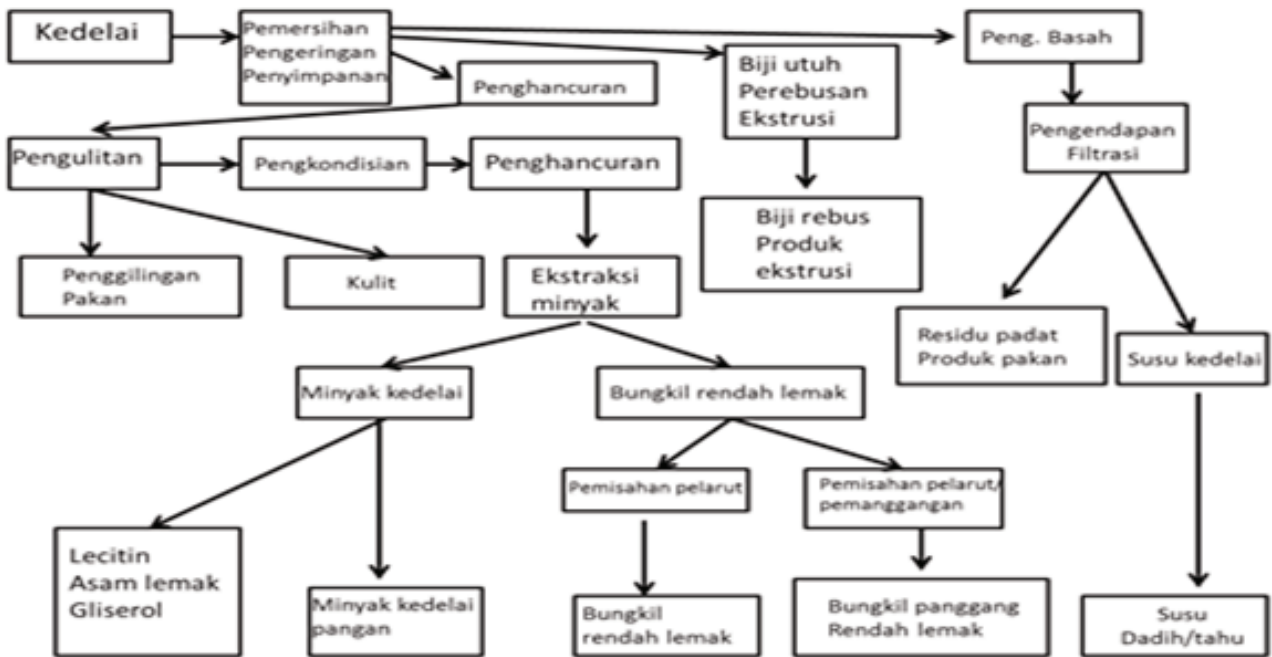 Kedelai
Pemersihan
Pengeringan
Penyimpanan
Peng. Basah
Biji utuh
Perebusan
Ekstrusi
Penghancuran
Pengendapan
Filtrasi
Pengulitan
Pengkondisian
Penghancuran
Biji rebus
Produk
ekstrusi
Penggilingan
Pakan
Kulit
Ekstraksi
minyak
Residu padat
Produk pakan
Susu kedelai
Minyak kedelai
Bungkil rendah lemak
Pemisahan pelarut
Pemisahan pelarut/
pemanggangan
Lecitin
Asam lemak
Gliserol
Minyak kedelai
pangan
Bungkil
rendah lemak
Bungkil panggang
Rendah lemak
Susu
Dadih/tahu